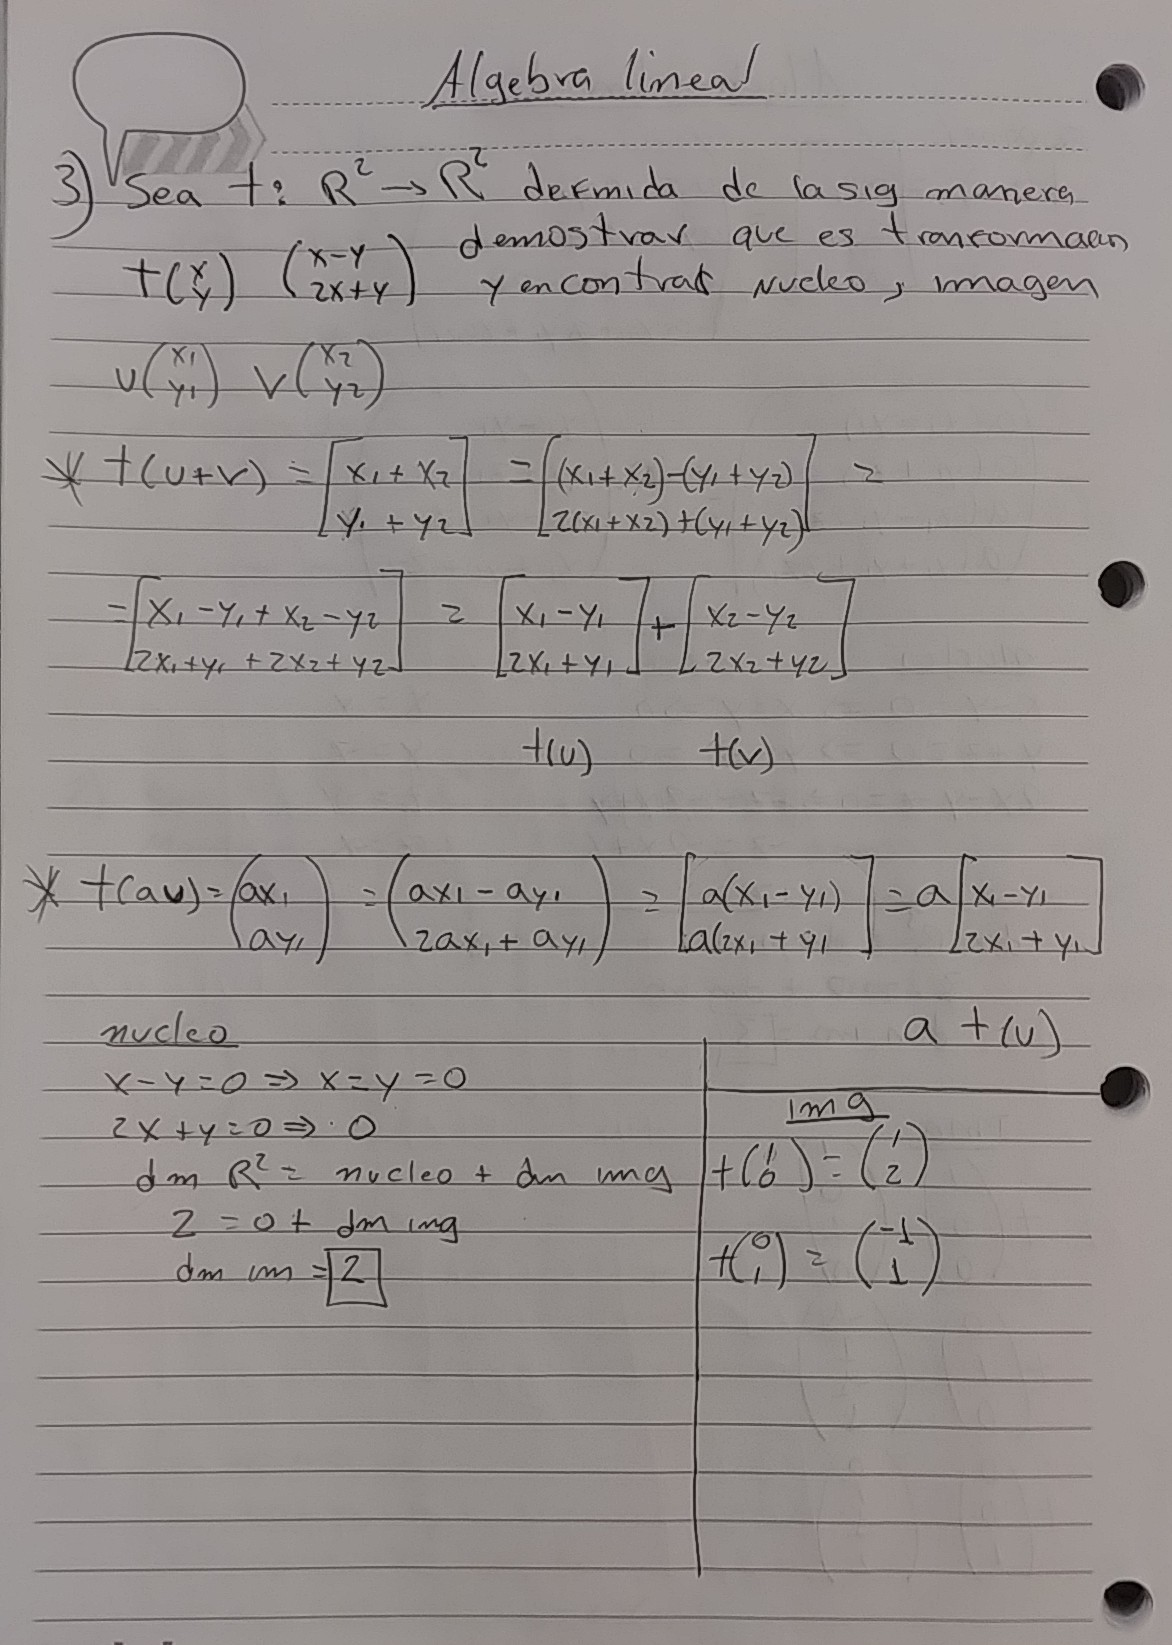 Algebra lineal
3) Sea t: R² → R² definida de la sig manera
demostrar que es tranformacion
t(x y) (x-y 2x+y) y encontrar nucleo, imagen
u(x1 y1) v(x2 y2)
* t(u+v) = [x1 + x2 y1 + y2] = [(x1+x2)-(y1+y2) 2(x1+x2)+(y1+y2)] =
= [x1 - y1 + x2 - y2 2x1+y1 + 2x2+y2] = [x1 - y1 2x1+y1] + [x2 - y2 2x2+y2]
t(u) t(v)
* t(au) = (ax1 ay1) = (ax1 - ay1 2ax1 + ay1) = [a(x1 - y1) a(2x1 + y1] = a[x1 - y1 2x1 + y1]
a t(u)
nucleo
x - y = 0 ⇒ x = y = 0
2x + y = 0 ⇒ · 0
dm R² = nucleo + dm img
2 = 0 + dm img
dm im = 2
img
t(1 0) = (1 2)
t(0 1) = (-1 1)